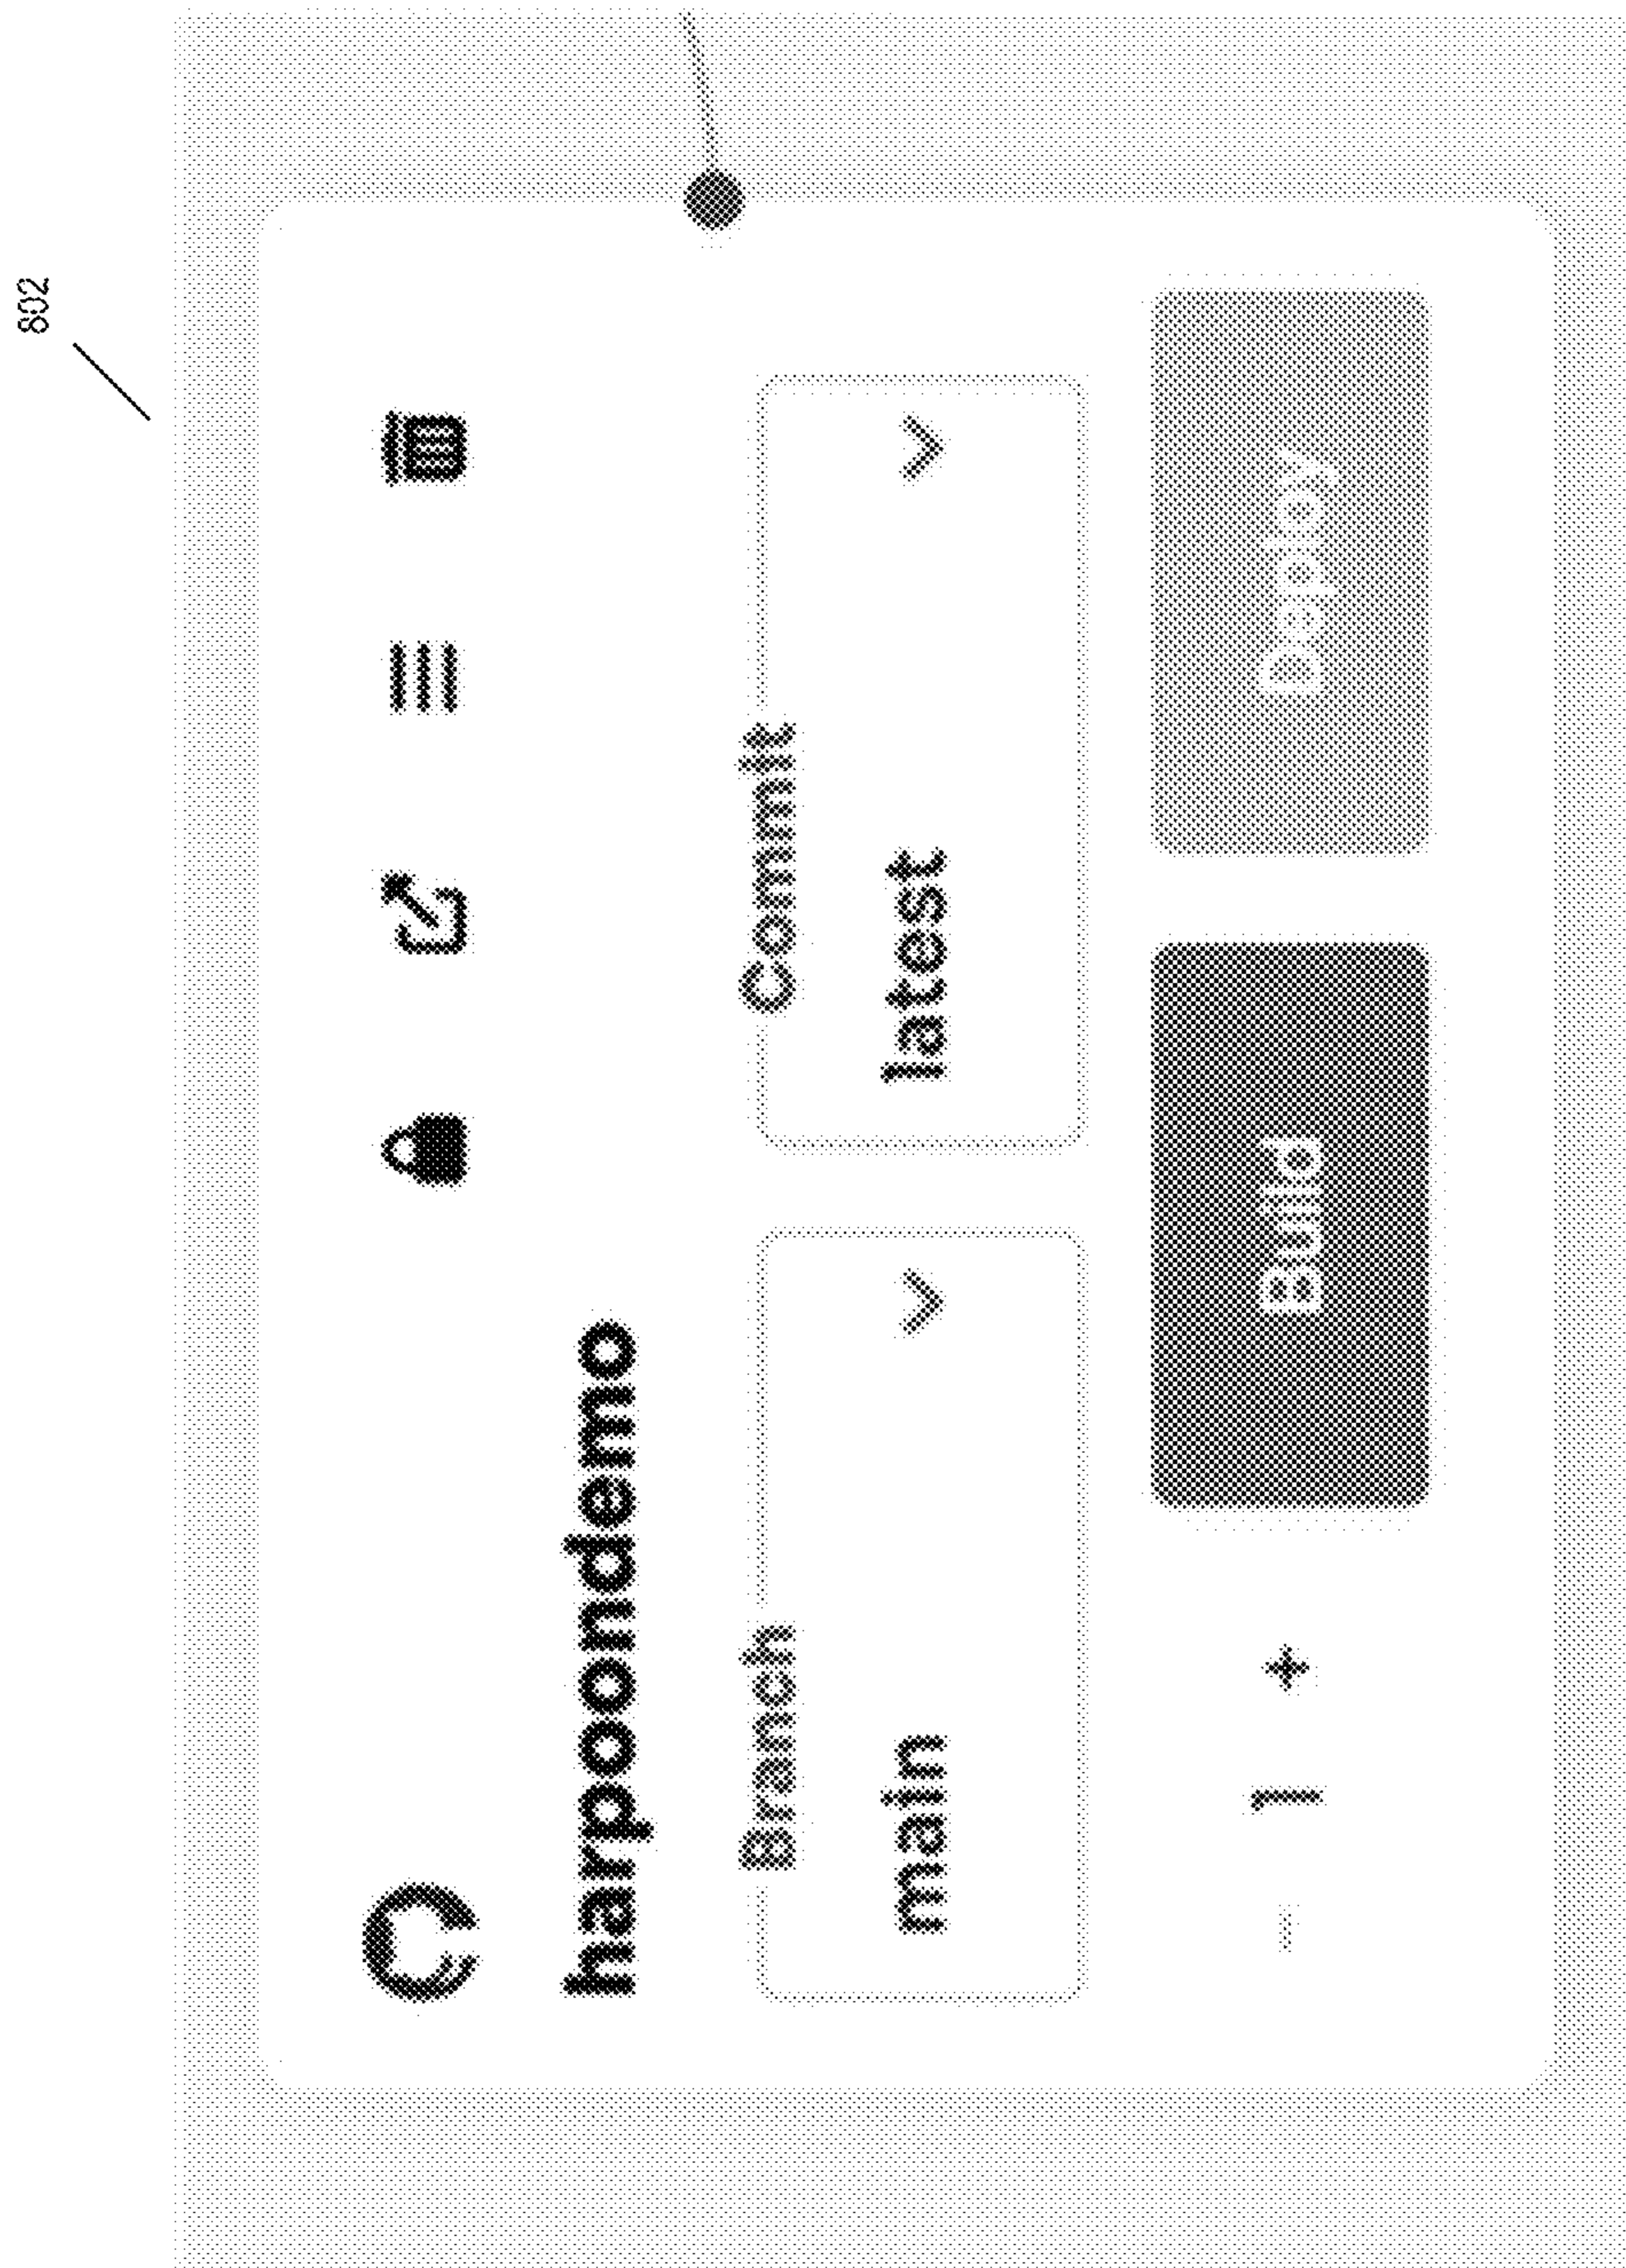 802
harpoondemo
Branch
Commit
main
latest
− 1 +
Build
Deploy